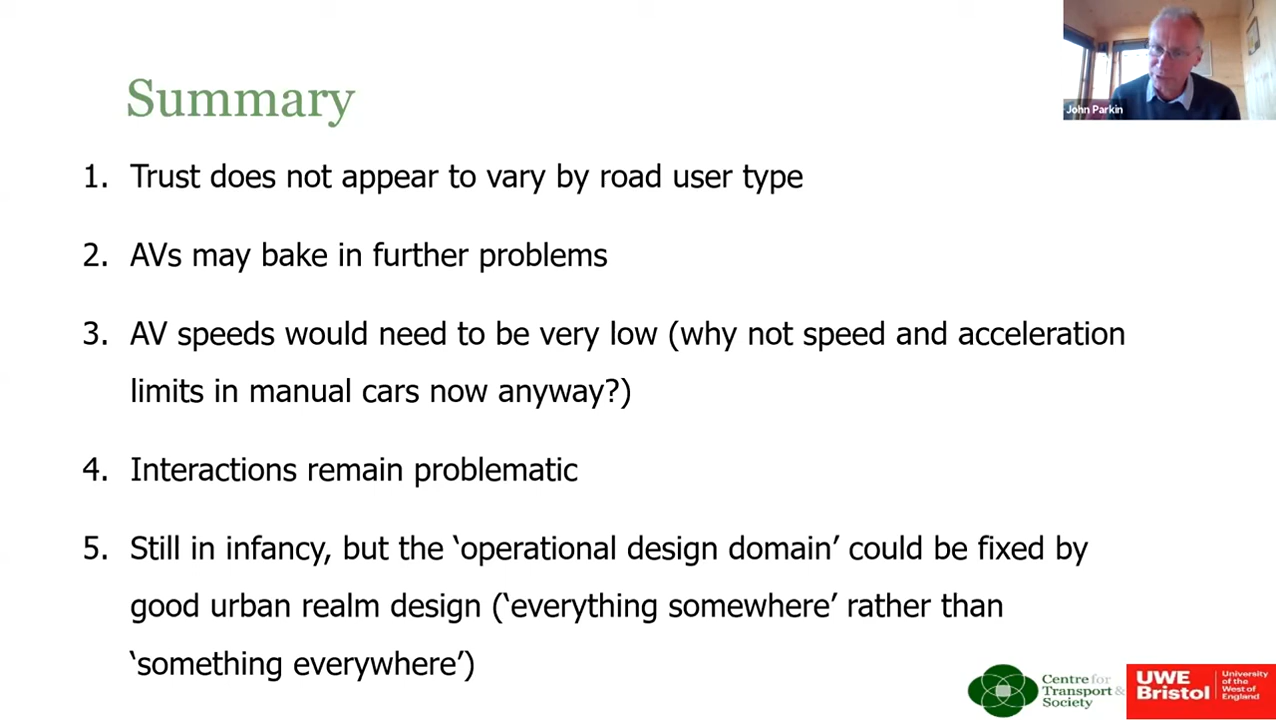 Summary
John Parkin
1. Trust does not appear to vary by road user type
2. AVs may bake in further problems
3. AV speeds would need to be very low (why not speed and acceleration
limits in manual cars now anyway?)
4. Interactions remain problematic
5. Still in infancy, but the ‘operational design domain’ could be fixed by
good urban realm design (‘everything somewhere’ rather than
‘something everywhere’)
Centre for
Transport &
Society
UWE
Bristol
University
of the
West of
England